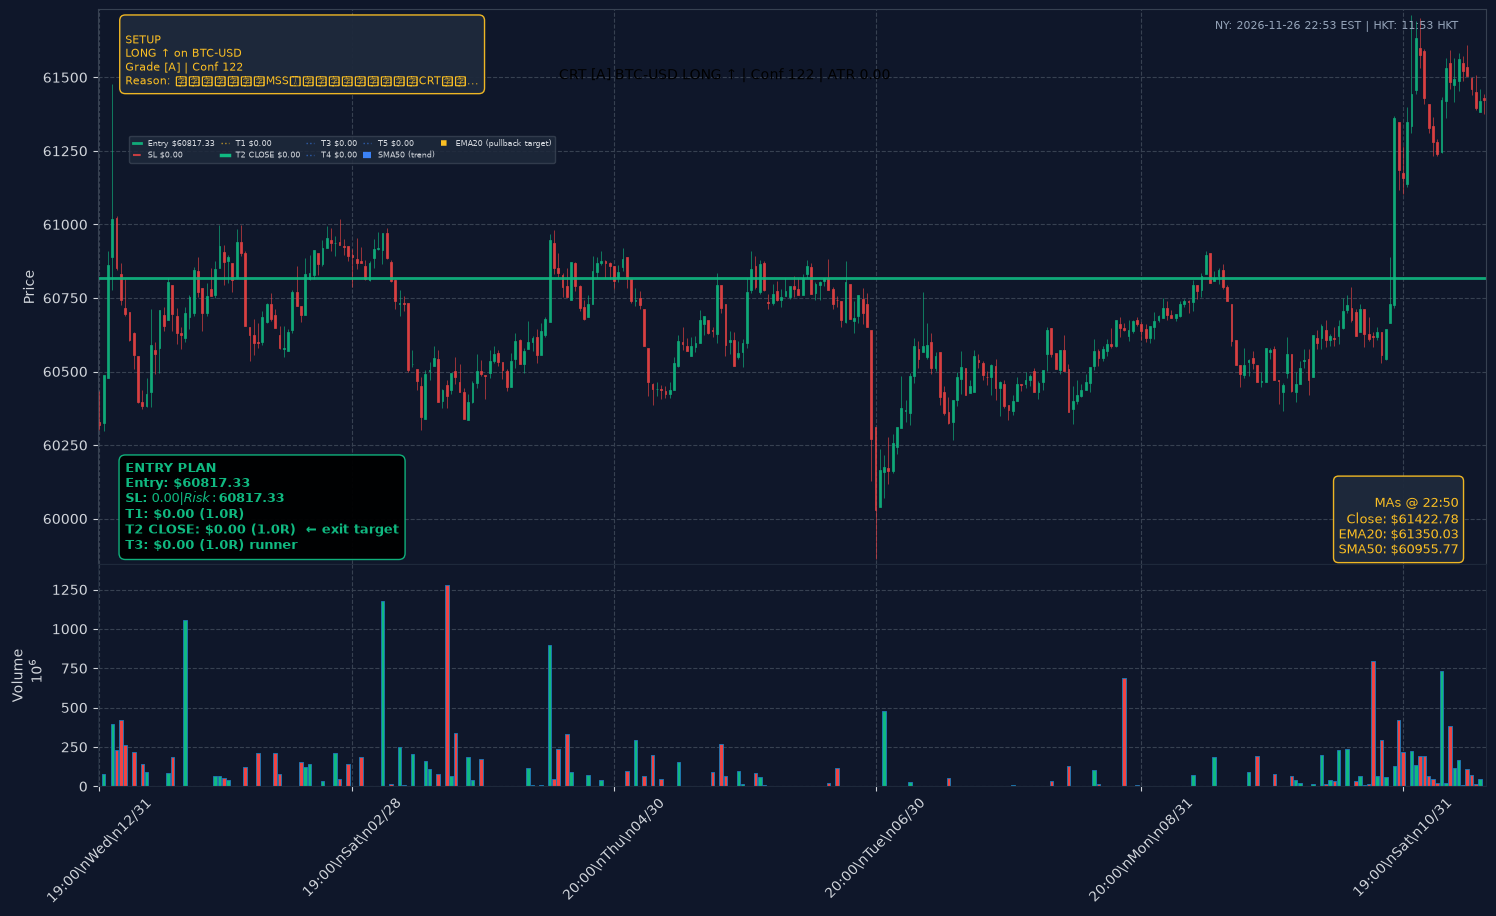 NY: 2026-11-26 22:53 EST | HKT: 11:53 HKT
SETUP
LONG ↑ on BTC-USD
Grade [A] | Conf 122
Reason: MSS CRT ...
CRT [A] BTC-USD LONG ↑ | Conf 122 | ATR 0.00
Entry $60817.33
SL $0.00
T1 $0.00
T2 CLOSE $0.00
T3 $0.00
T4 $0.00
T5 $0.00
SMA50 (trend)
EMA20 (pullback target)
Price
61500
61250
61000
60750
60500
60250
60000
ENTRY PLAN
Entry: $60817.33
SL: 0.00|Risk:60817.33
T1: $0.00 (1.0R)
T2 CLOSE: $0.00 (1.0R) ← exit target
T3: $0.00 (1.0R) runner
MAs @ 22:50
Close: $61422.78
EMA20: $61350.03
SMA50: $60955.77
Volume
10⁶
1250
1000
750
500
250
0
19:00\nWed\n12/31
19:00\nSat\n02/28
20:00\nThu\n04/30
20:00\nTue\n06/30
20:00\nMon\n08/31
19:00\nSat\n10/31